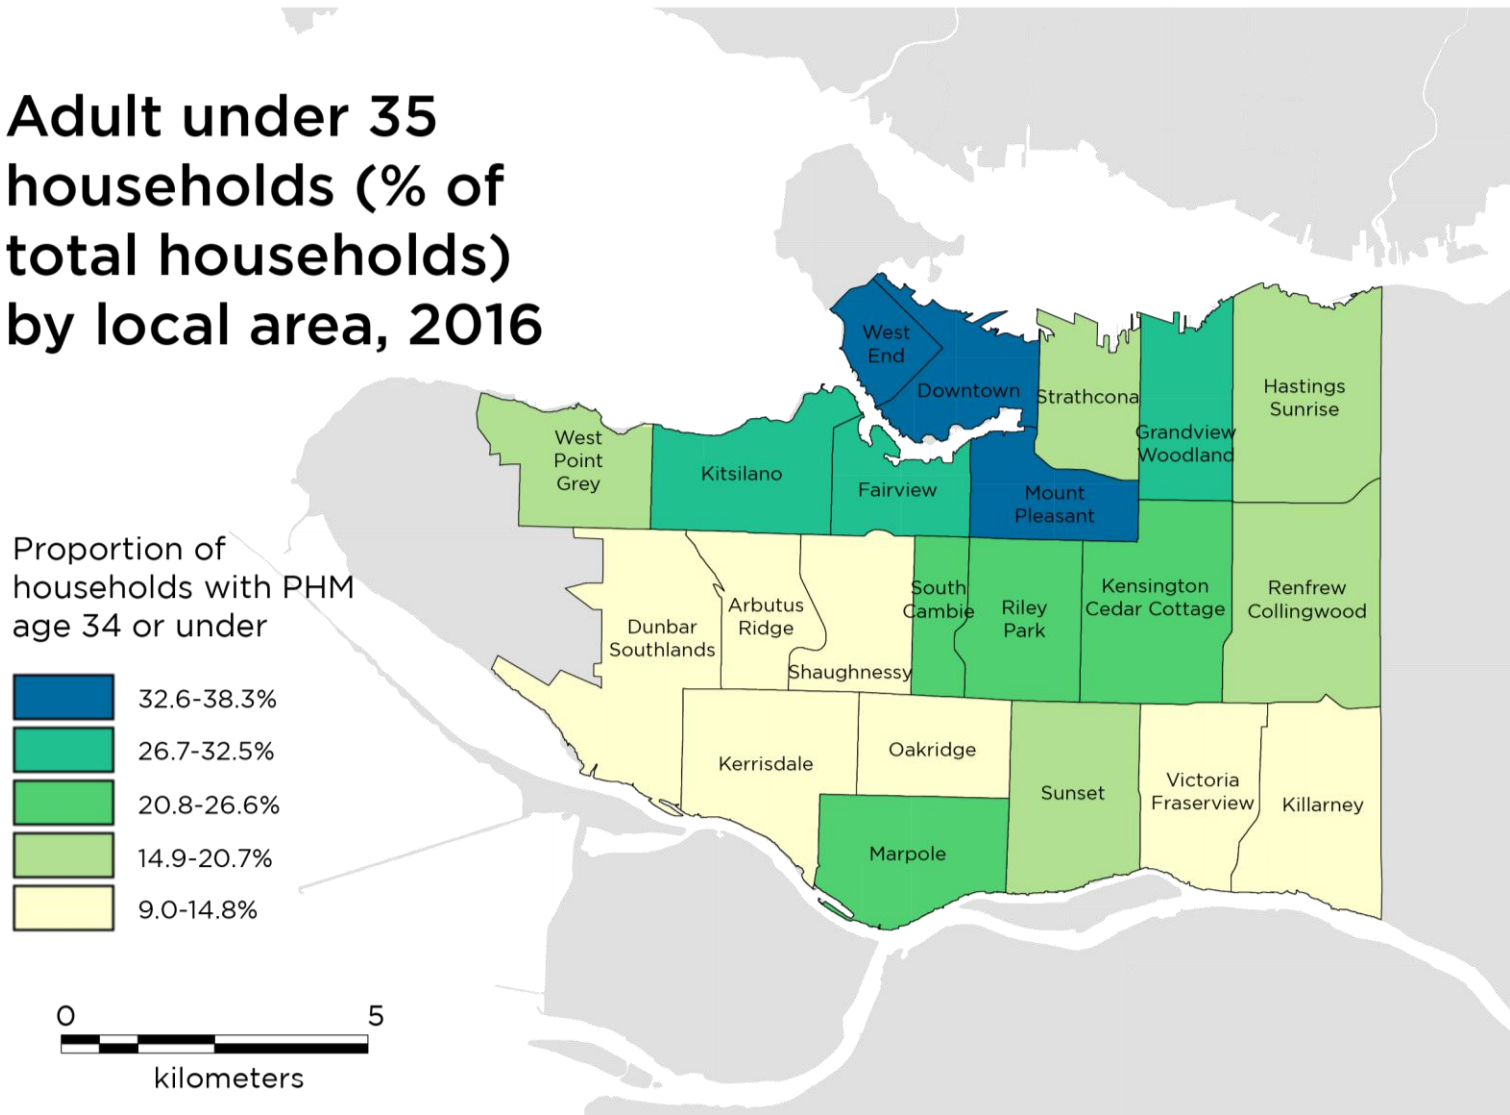 Adult under 35
households (% of
total households)
by local area, 2016
West
End
Downtown
Strathcona
Hastings
Sunrise
Grandview
Woodland
West
Point
Grey
Kitsilano
Fairview
Mount
Pleasant
South
Cambie
Riley
Park
Kensington
Cedar Cottage
Renfrew
Collingwood
Arbutus
Ridge
Dunbar
Southlands
Shaughnessy
Kerrisdale
Oakridge
Sunset
Victoria
Fraserview
Killarney
Marpole
Proportion of
households with PHM
age 34 or under
32.6-38.3%
26.7-32.5%
20.8-26.6%
14.9-20.7%
9.0-14.8%
0 5
kilometers